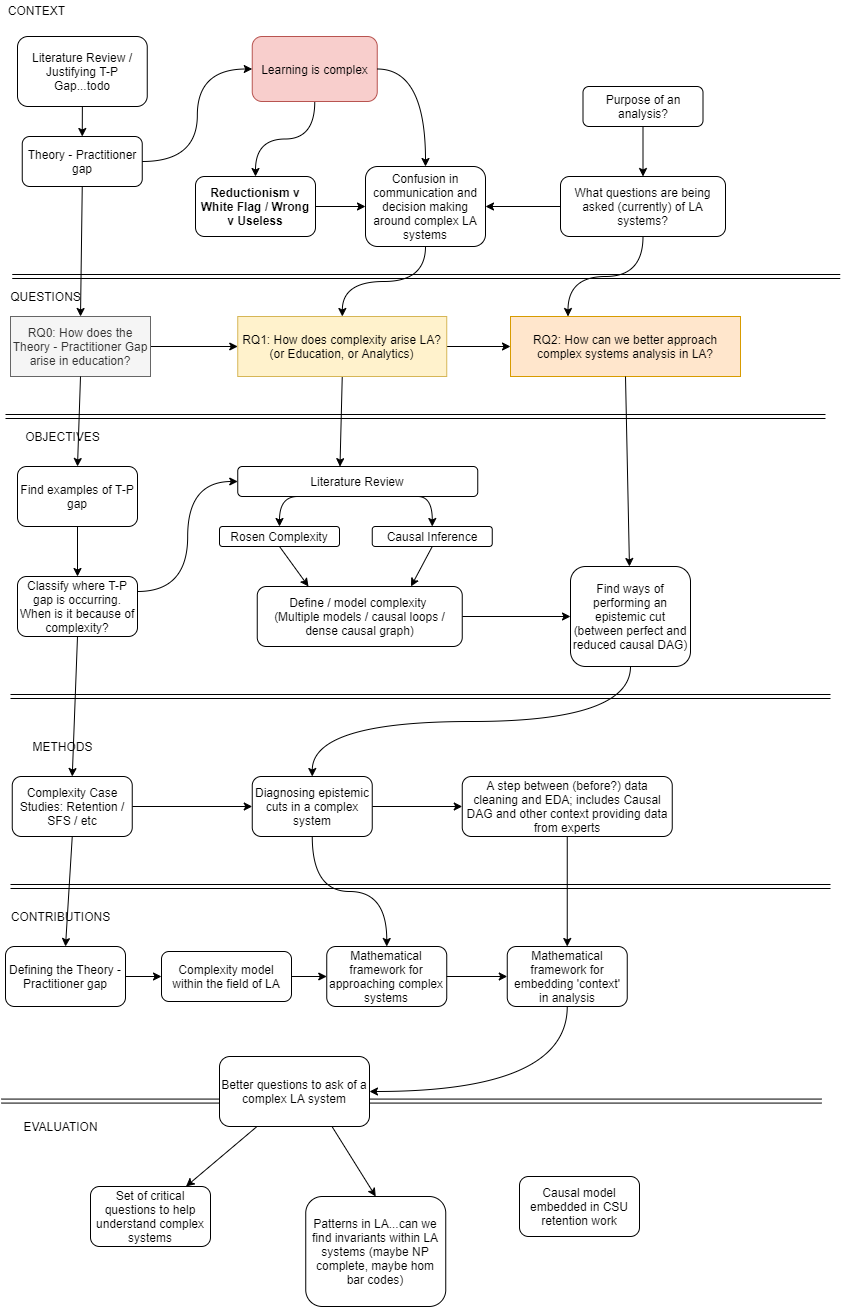 CONTEXT
Literature Review /
Justifying T-P
Gap...todo
Learning is complex
Purpose of an
analysis?
Theory - Practitioner
gap
Reductionism v
White Flag / Wrong
v Useless
Confusion in
communication and
decision making
around complex LA
systems
What questions are being
asked (currently) of LA
systems?
QUESTIONS
RQ0: How does the
Theory - Practitioner Gap
arise in education?
RQ1: How does complexity arise LA?
(or Education, or Analytics)
RQ2: How can we better approach
complex systems analysis in LA?
OBJECTIVES
Find examples of T-P
gap
Literature Review
Rosen Complexity
Causal Inference
Classify where T-P
gap is occurring.
When is it because of
complexity?
Define / model complexity
(Multiple models / causal loops /
dense causal graph)
Find ways of
performing an
epistemic cut
(between perfect and
reduced causal DAG)
METHODS
Complexity Case
Studies: Retention /
SFS / etc
Diagnosing epistemic
cuts in a complex
system
A step between (before?) data
cleaning and EDA; includes Causal
DAG and other context providing data
from experts
CONTRIBUTIONS
Defining the Theory -
Practitioner gap
Complexity model
within the field of LA
Mathematical
framework for
approaching complex
systems
Mathematical
framework for
embedding 'context'
in analysis
Better questions to ask of a
complex LA system
EVALUATION
Set of critical
questions to help
understand complex
systems
Patterns in LA...can we
find invariants within LA
systems (maybe NP
complete, maybe hom
bar codes)
Causal model
embedded in CSU
retention work